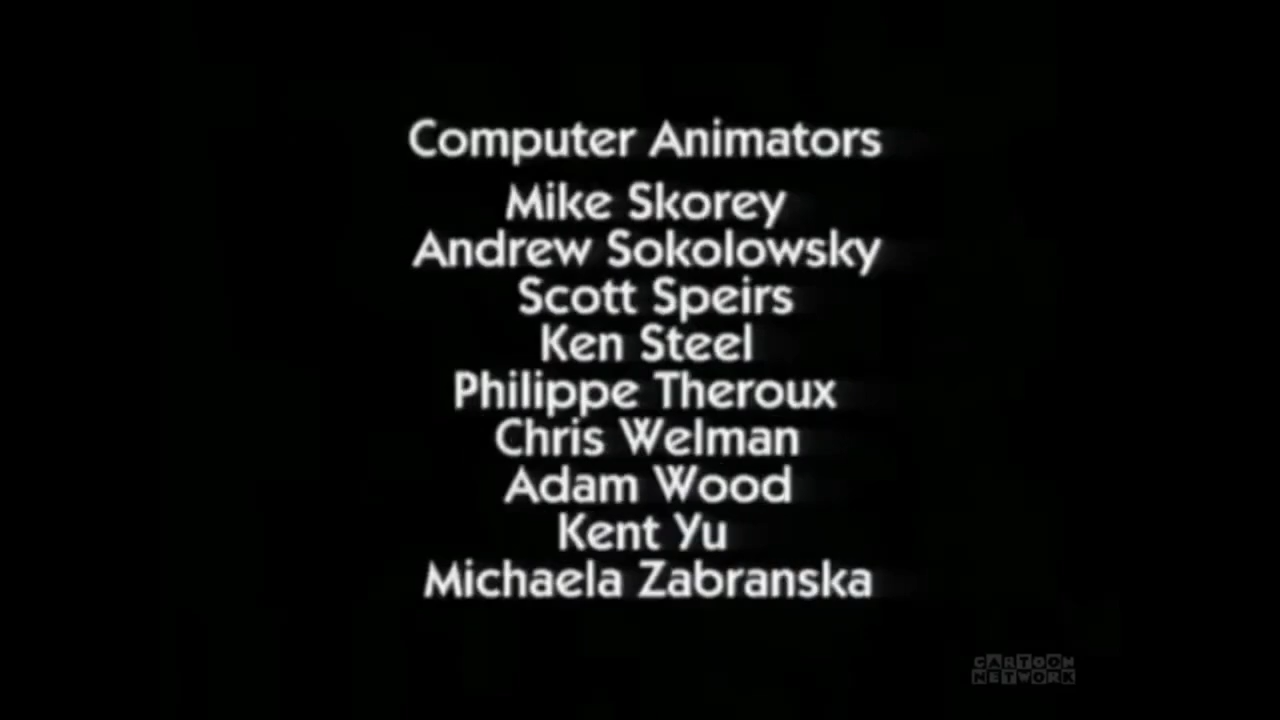 Computer Animators
Mike Skorey
Andrew Sokolowsky
Scott Speirs
Ken Steel
Philippe Theroux
Chris Welman
Adam Wood
Kent Yu
Michaela Zabranska
CARTOON
NETWORK